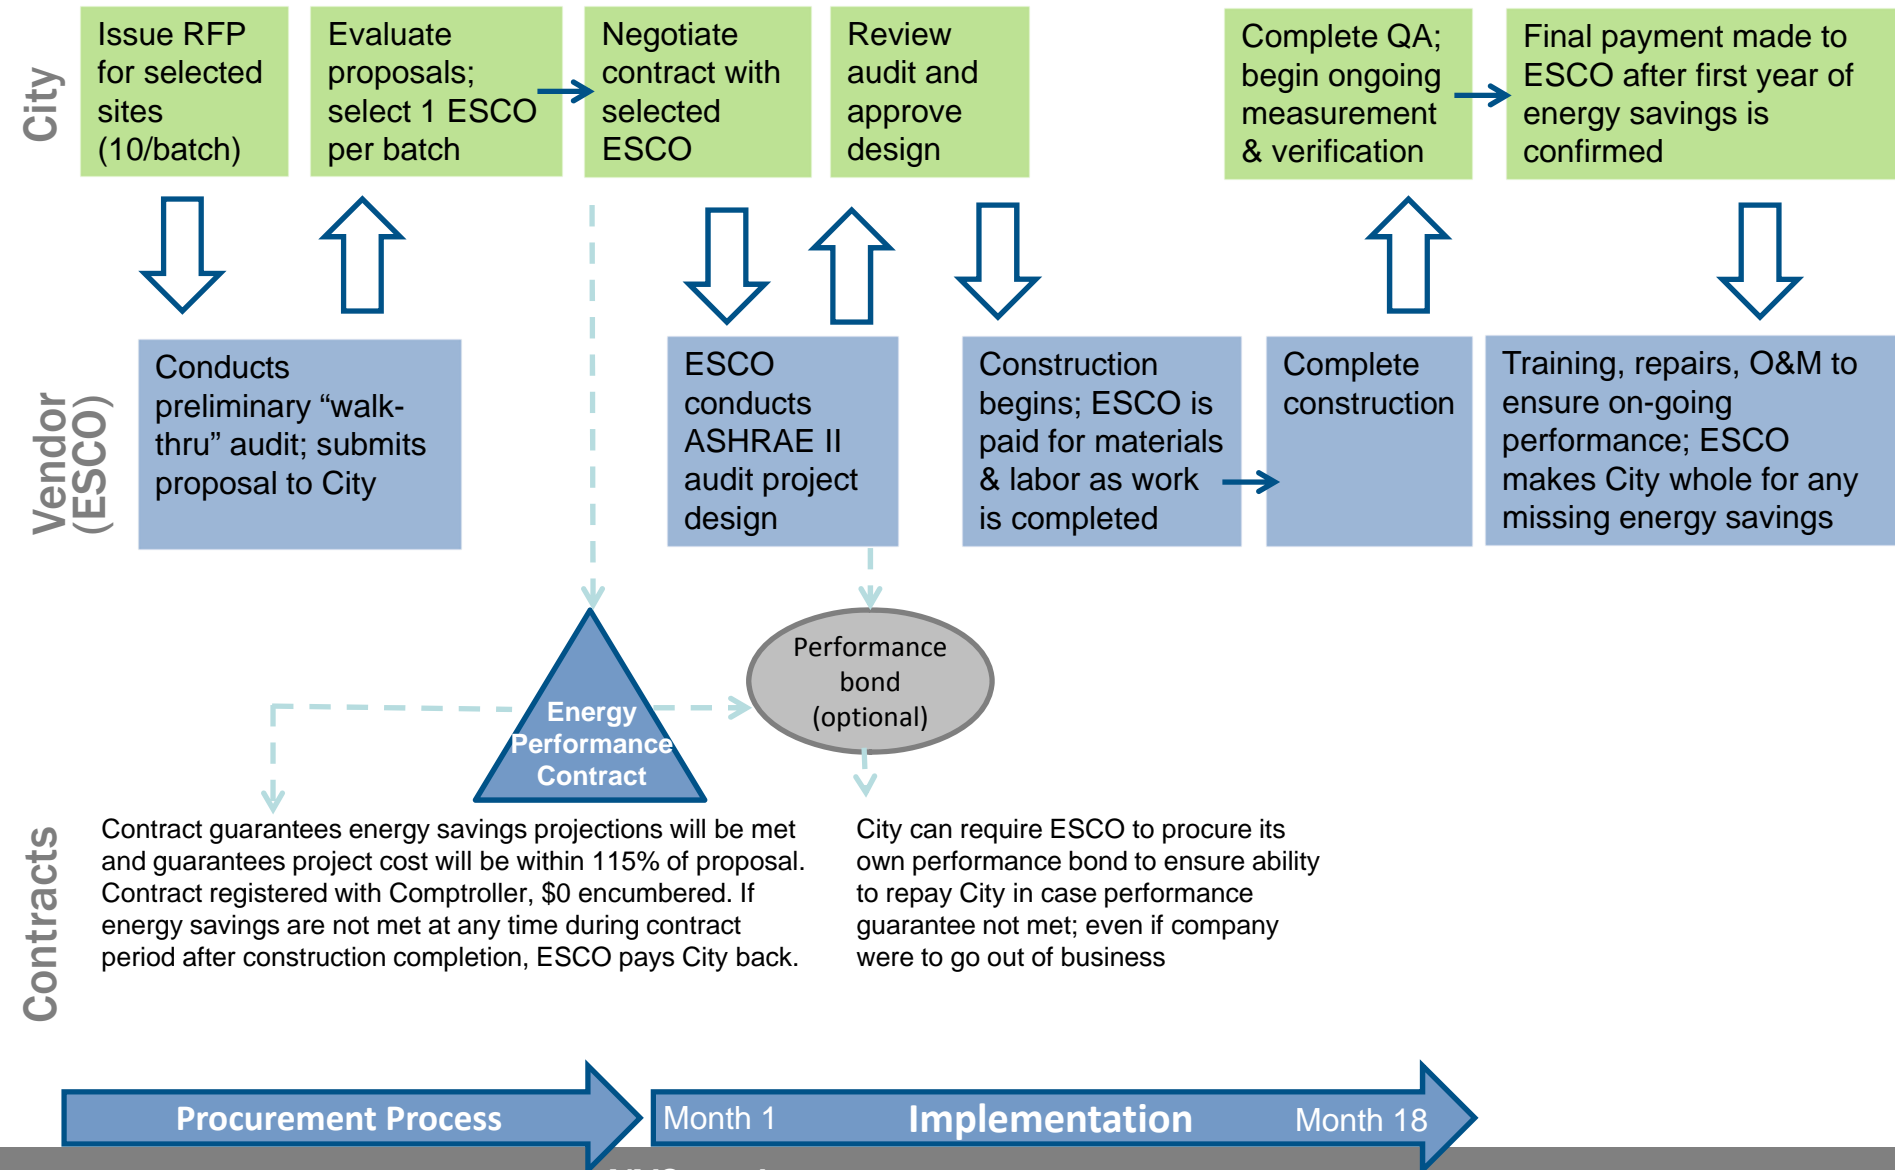 City
Issue RFP
for selected
sites
(10/batch)
Evaluate
proposals;
select 1 ESCO
per batch
Negotiate
contract with
selected
ESCO
Review
audit and
approve
design
Complete QA;
begin ongoing
measurement
& verification
Final payment made to
ESCO after first year of
energy savings is
confirmed
Vendor
(ESCO)
Conducts
preliminary “walk-
thru” audit; submits
proposal to City
ESCO
conducts
ASHRAE II
audit project
design
Construction
begins; ESCO is
paid for materials
& labor as work
is completed
Complete
construction
Training, repairs, O&M to
ensure on-going
performance; ESCO
makes City whole for any
missing energy savings
Energy
Performance
Contract
Performance
bond
(optional)
Contracts
Contract guarantees energy savings projections will be met
and guarantees project cost will be within 115% of proposal.
Contract registered with Comptroller, $0 encumbered. If
energy savings are not met at any time during contract
period after construction completion, ESCO pays City back.
City can require ESCO to procure its
own performance bond to ensure ability
to repay City in case performance
guarantee not met; even if company
were to go out of business
Procurement Process
Month 1
Implementation
Month 18